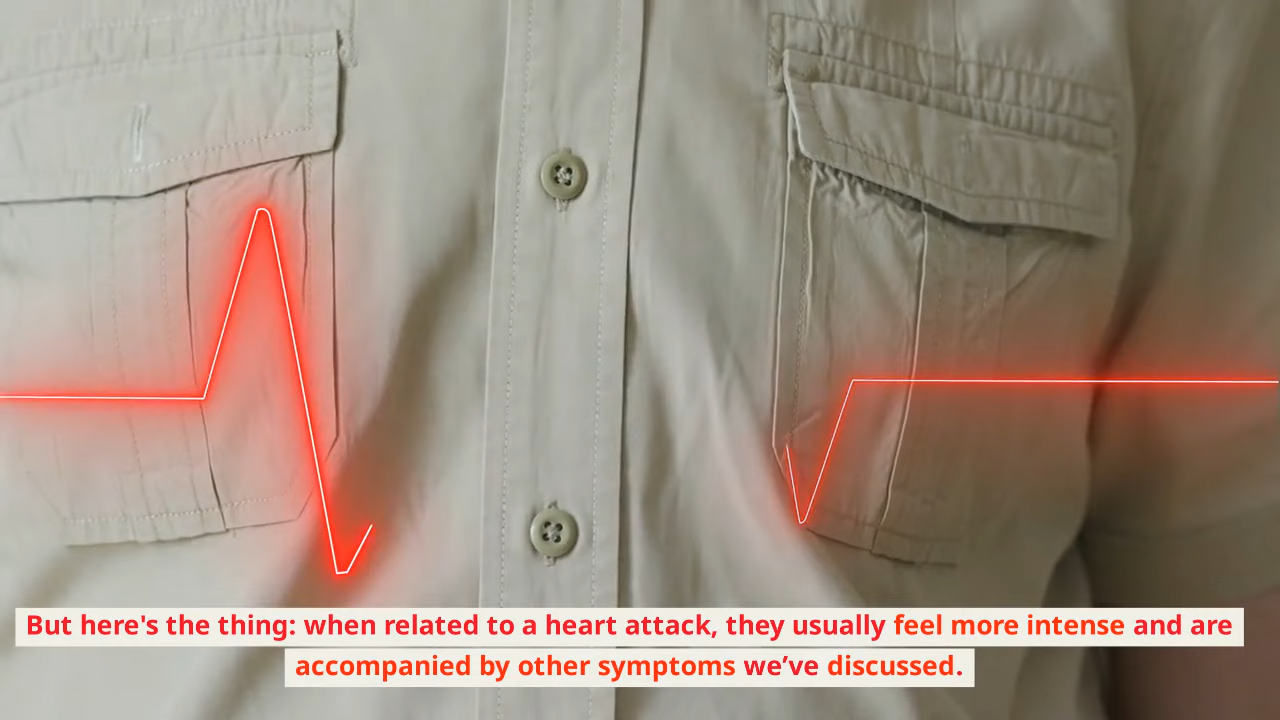 But here's the thing: when related to a heart attack, they usually feel more intense and are
accompanied by other symptoms we’ve discussed.